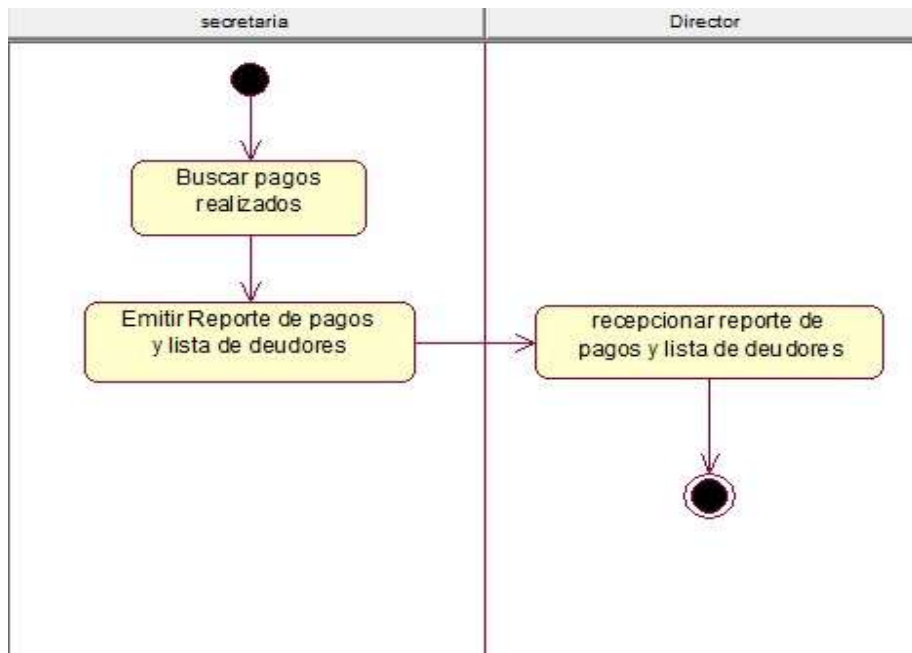 secretaria
Director
Buscar pagos
realizados
Emitir Reporte de pagos
y lista de deudores
recepcionar reporte de
pagos y lista de deudores